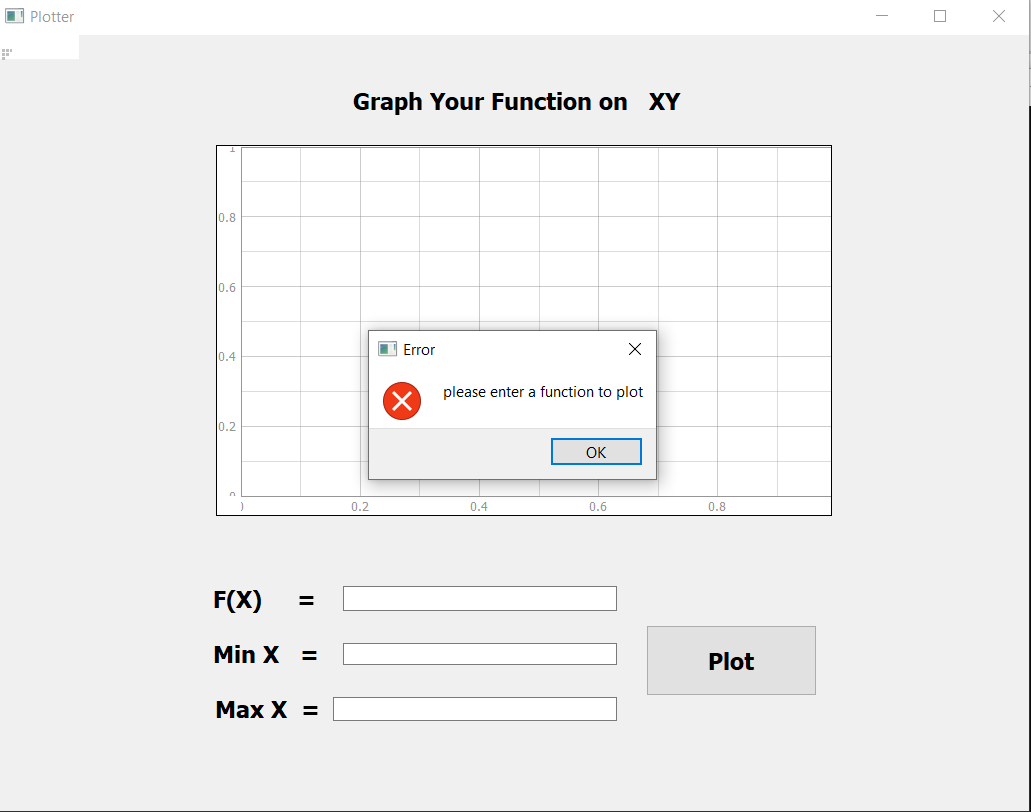 Plotter
Graph Your Function on XY
1
0.8
0.6
0.4
0.2
0
0 0.2 0.4 0.6 0.8
Error
please enter a function to plot
OK
F(X) =
Min X =
Max X =
Plot